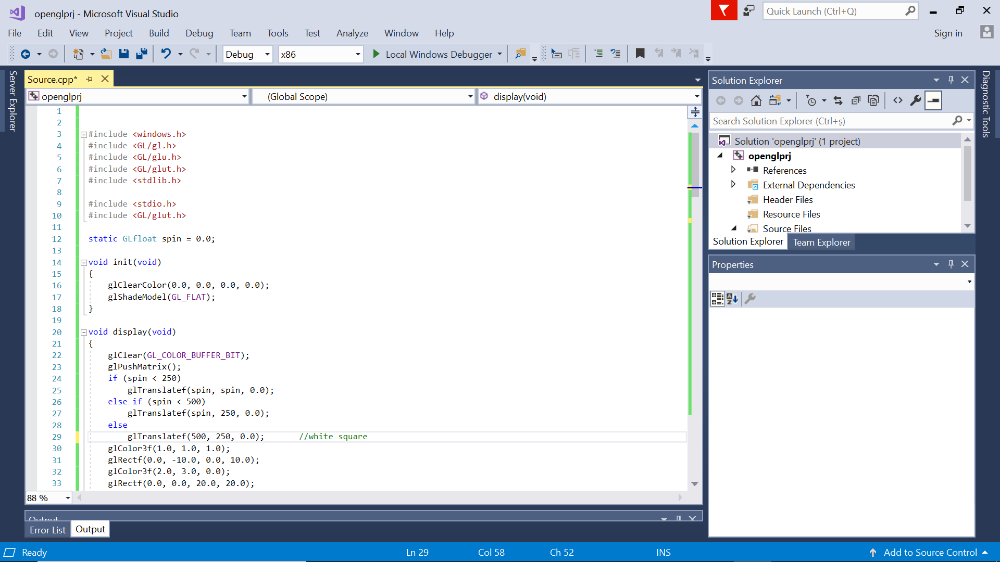 openglprj - Microsoft Visual Studio
Quick Launch (Ctrl+Q)
File Edit View Project Build Debug Team Tools Test Analyze Window Help
Sign in
Debug x86 Local Windows Debugger
Server Explorer
Source.cpp*
openglprj (Global Scope) display(void)
1
2
3 #include <windows.h>
4 #include <GL/gl.h>
5 #include <GL/glu.h>
6 #include <GL/glut.h>
7 #include <stdlib.h>
8
9 #include <stdio.h>
10 #include <GL/glut.h>
11
12 static GLfloat spin = 0.0;
13
14 void init(void)
15 {
16 glClearColor(0.0, 0.0, 0.0, 0.0);
17 glShadeModel(GL_FLAT);
18 }
19
20 void display(void)
21 {
22 glClear(GL_COLOR_BUFFER_BIT);
23 glPushMatrix();
24 if (spin < 250)
25 glTranslatef(spin, spin, 0.0);
26 else if (spin < 500)
27 glTranslatef(spin, 250, 0.0);
28 else
29 glTranslatef(500, 250, 0.0); //white square
30 glColor3f(1.0, 1.0, 1.0);
31 glRectf(0.0, -10.0, 0.0, 10.0);
32 glColor3f(2.0, 3.0, 0.0);
33 glRectf(0.0, 0.0, 20.0, 20.0);
88 %
Output
Error List Output
Solution Explorer
Search Solution Explorer (Ctrl+ș)
Solution 'openglprj' (1 project)
openglprj
References
External Dependencies
Header Files
Resource Files
Source Files
Solution Explorer Team Explorer
Properties
Diagnostic Tools
Ready Ln 29 Col 58 Ch 52 INS Add to Source Control